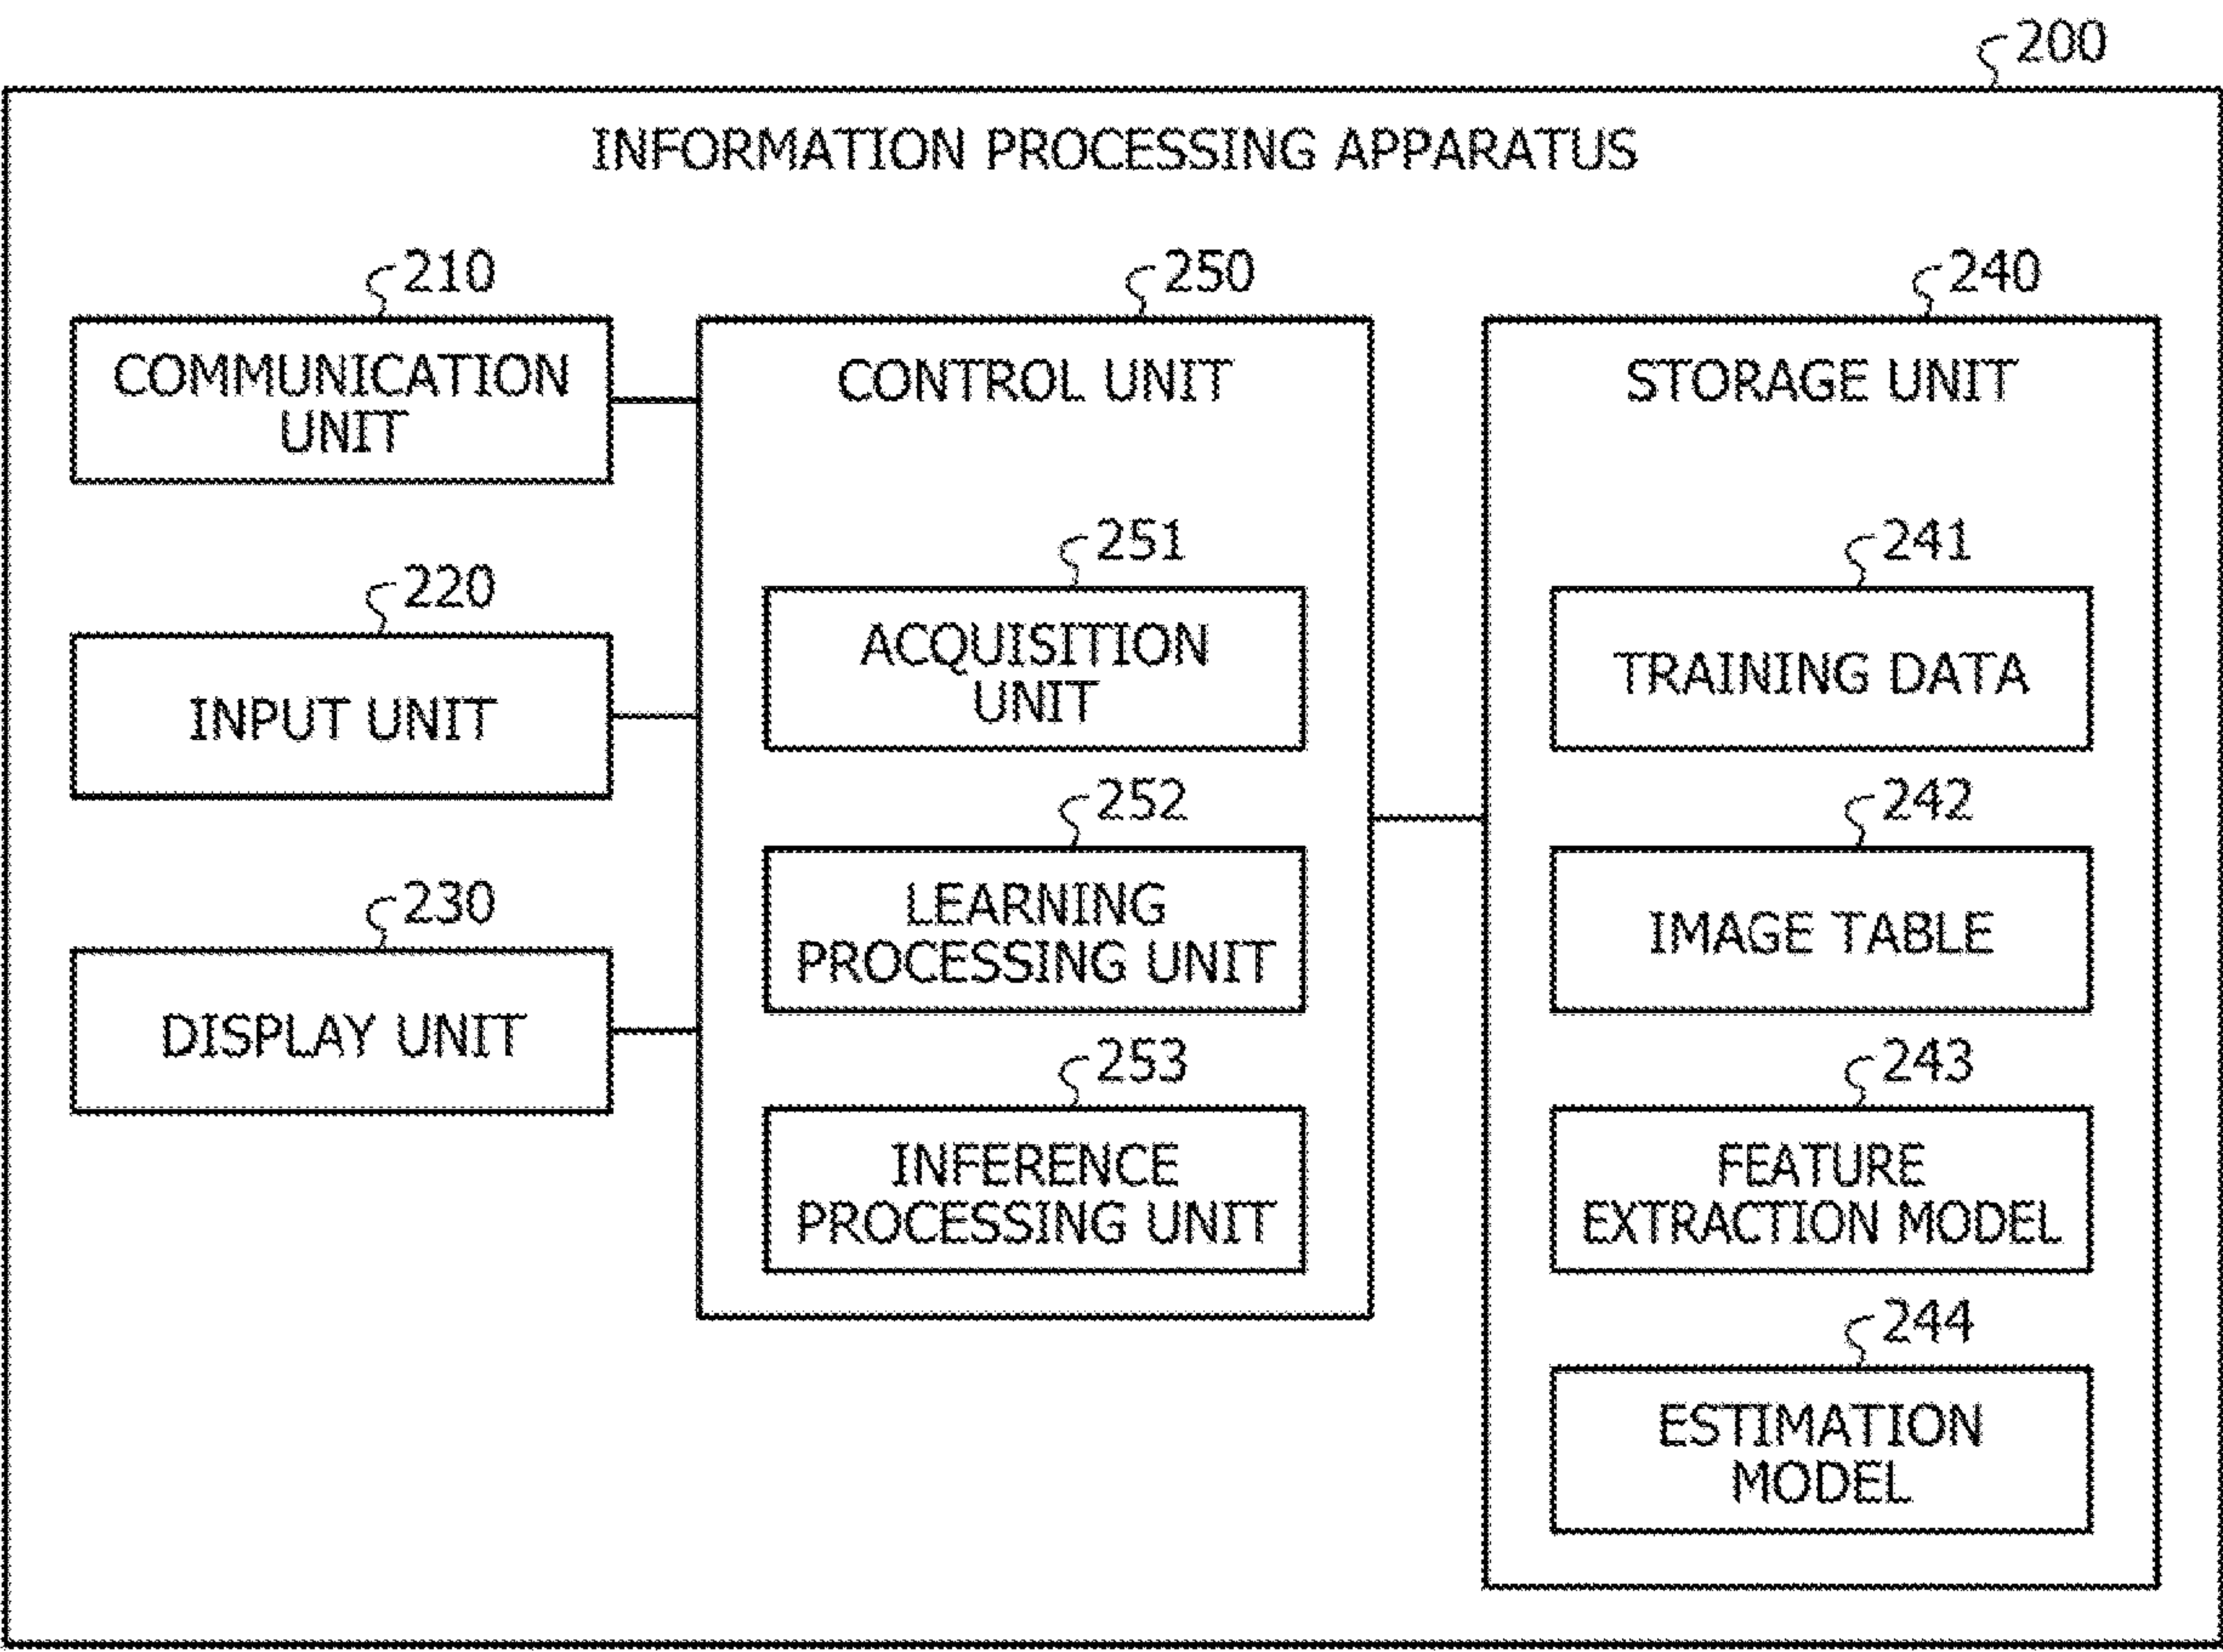 200
INFORMATION PROCESSING APPARATUS
210
COMMUNICATION
UNIT
220
INPUT UNIT
230
DISPLAY UNIT
250
CONTROL UNIT
251
ACQUISITION
UNIT
252
LEARNING
PROCESSING UNIT
253
INFERENCE
PROCESSING UNIT
240
STORAGE UNIT
241
TRAINING DATA
242
IMAGE TABLE
243
FEATURE
EXTRACTION MODEL
244
ESTIMATION
MODEL